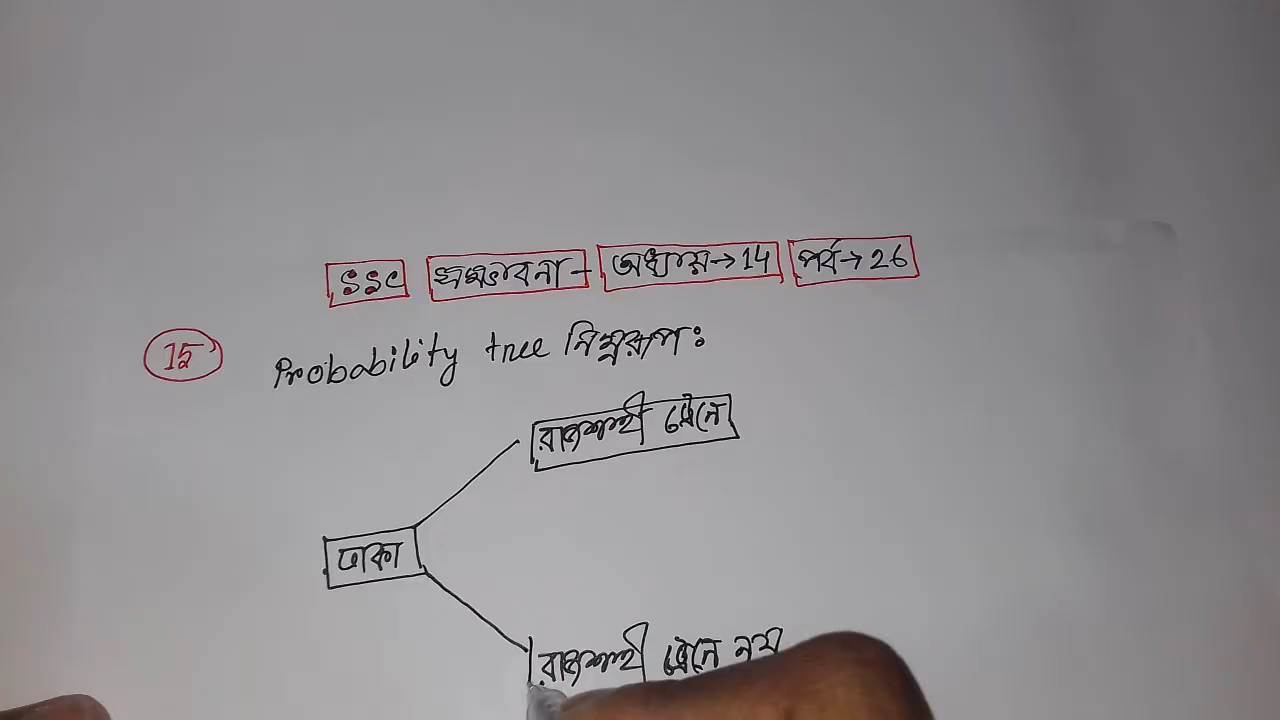 SSC সম্ভাবনা- অধ্যায়→14 পর্ব→26
15 Probability tree নিম্নরূপঃ
রাজশাহী ট্রেনে
ঢাকা
রাজশাহী ট্রেনে নয়